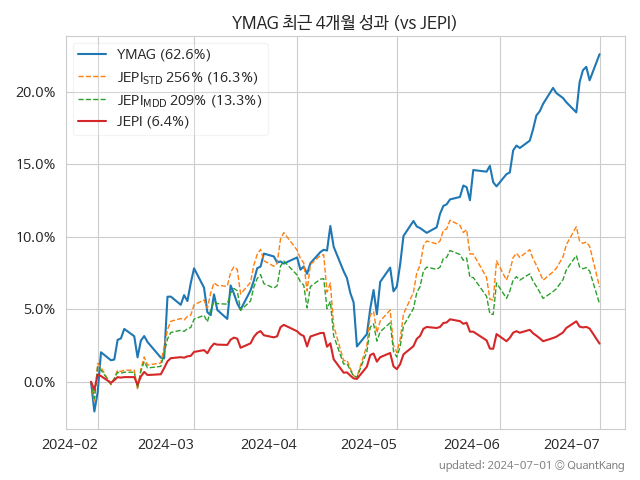 YMAG 최근 4개월 성과 (vs JEPI)
YMAG (62.6%)
JEPI_STD 256% (16.3%)
JEPI_MDD 209% (13.3%)
JEPI (6.4%)
20.0%
15.0%
10.0%
5.0%
0.0%
2024-02 2024-03 2024-04 2024-05 2024-06 2024-07
updated: 2024-07-01 © QuantKang